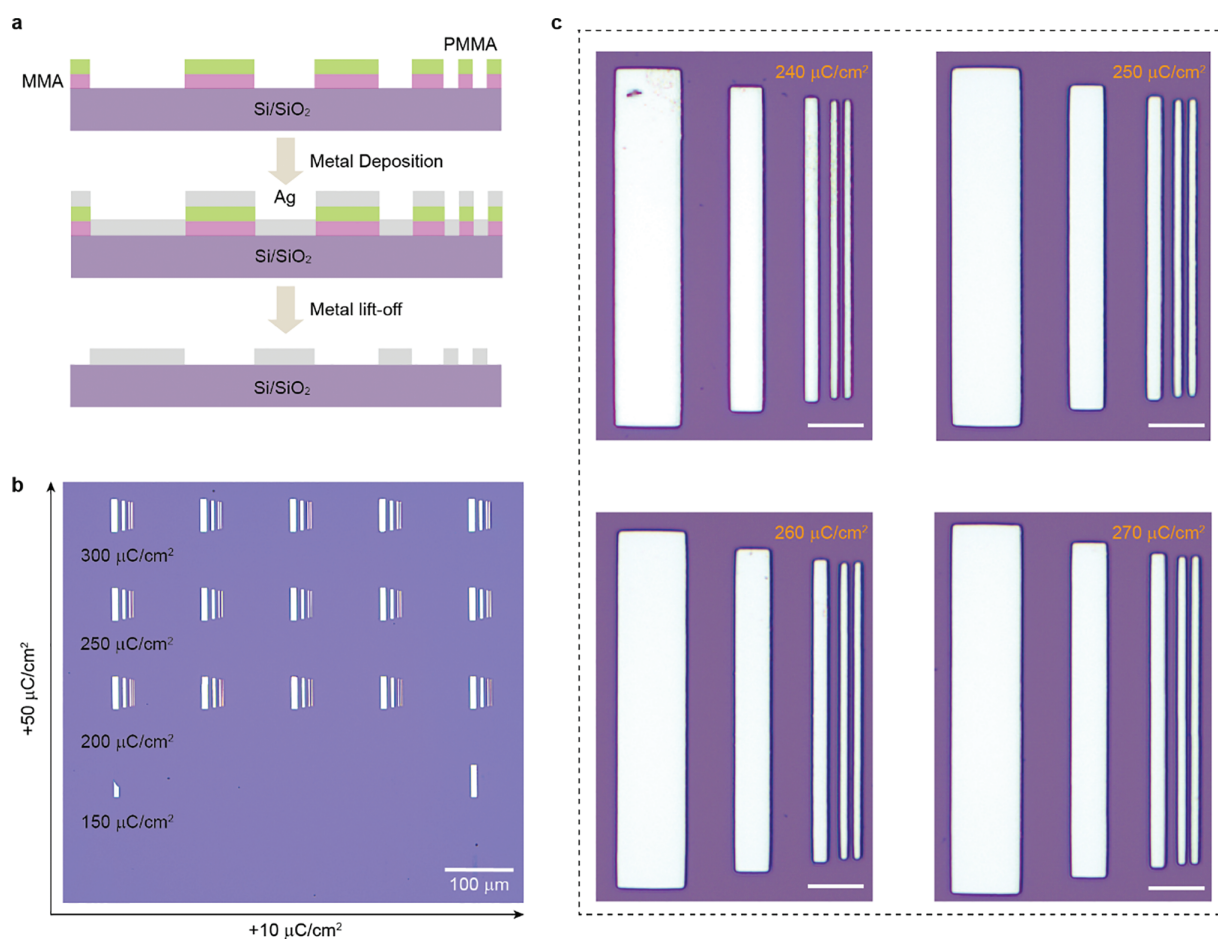 a
PMMA
MMA
Si/SiO₂
Metal Deposition
Ag
Si/SiO₂
Metal lift-off
Si/SiO₂
b
+50 μC/cm²
300 μC/cm²
250 μC/cm²
200 μC/cm²
150 μC/cm²
100 μm
+10 μC/cm²
c
240 μC/cm²
250 μC/cm²
260 μC/cm²
270 μC/cm²